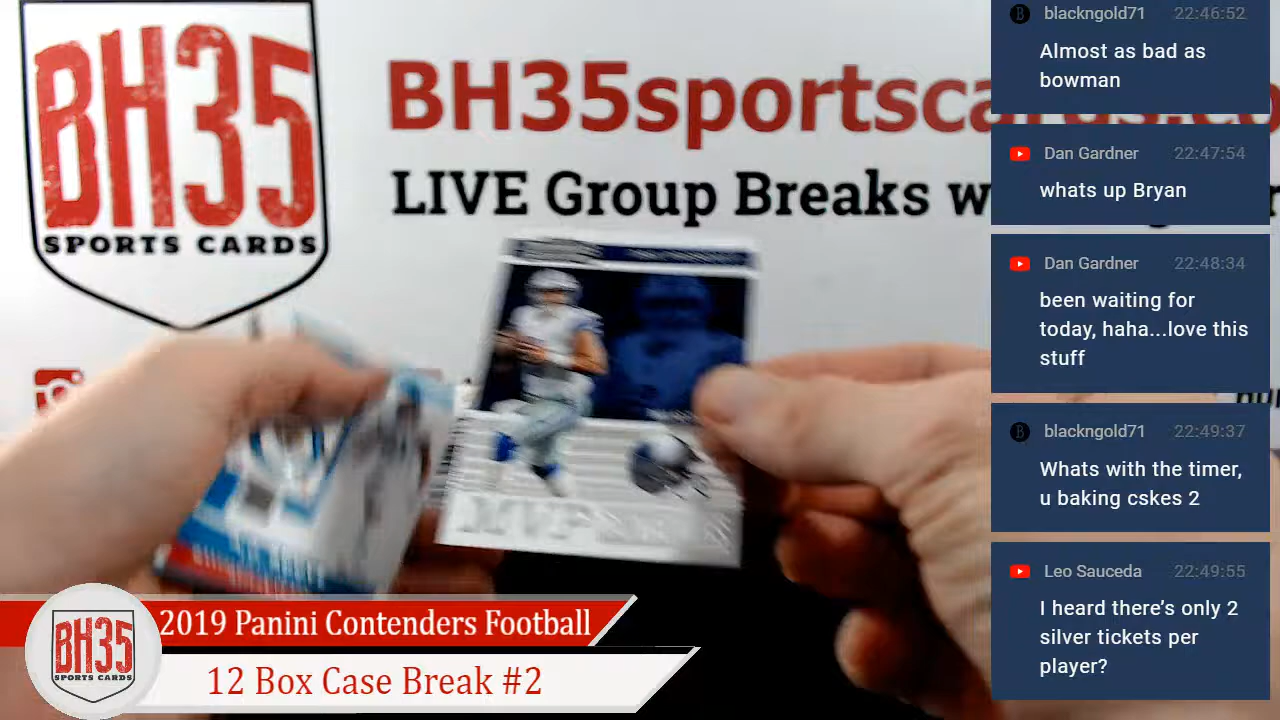 BH35
SPORTS CARDS
BH35sportsca
LIVE Group Breaks w
MVP
blackngold71 22:46:52
Almost as bad as
bowman
Dan Gardner 22:47:54
whats up Bryan
Dan Gardner 22:48:34
been waiting for
today, haha...love this
stuff
blackngold71 22:49:37
Whats with the timer,
u baking cskes 2
Leo Sauceda 22:49:55
I heard there's only 2
silver tickets per
player?
BH35
SPORTS CARDS
2019 Panini Contenders Football
12 Box Case Break #2